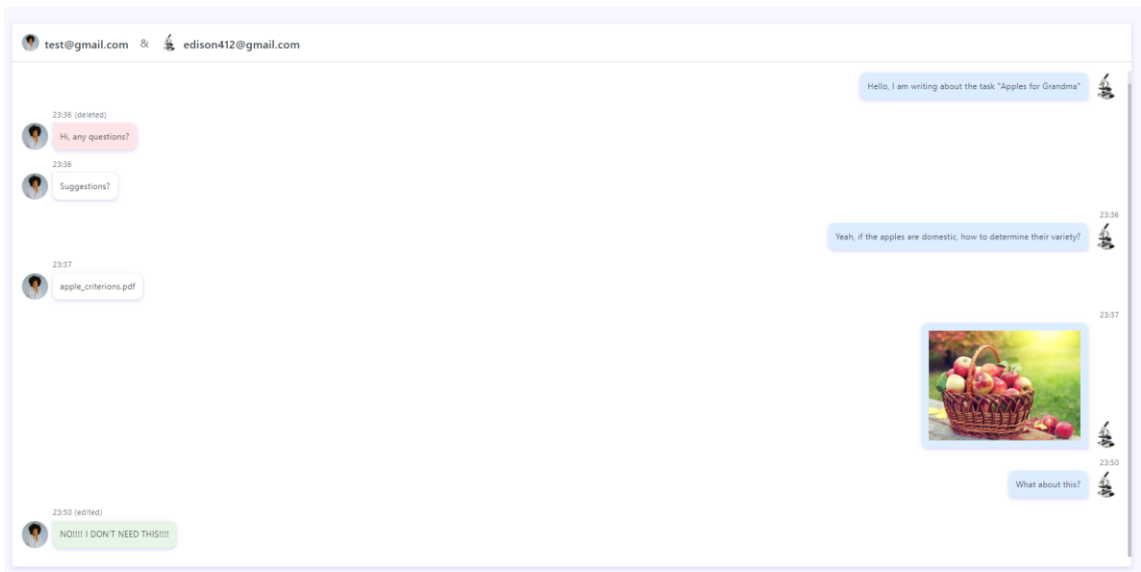 test@gmail.com & edison412@gmail.com
Hello, I am writing about the task "Apples for Grandma"
23:36 (deleted)
Hi, any questions?
23:36
Suggestions?
23:36
Yeah, if the apples are domestic, how to determine their variety?
23:37
apple_criterions.pdf
23:37
23:50
What about this?
23:50 (edited)
NO!!!! I DON'T NEED THIS!!!!